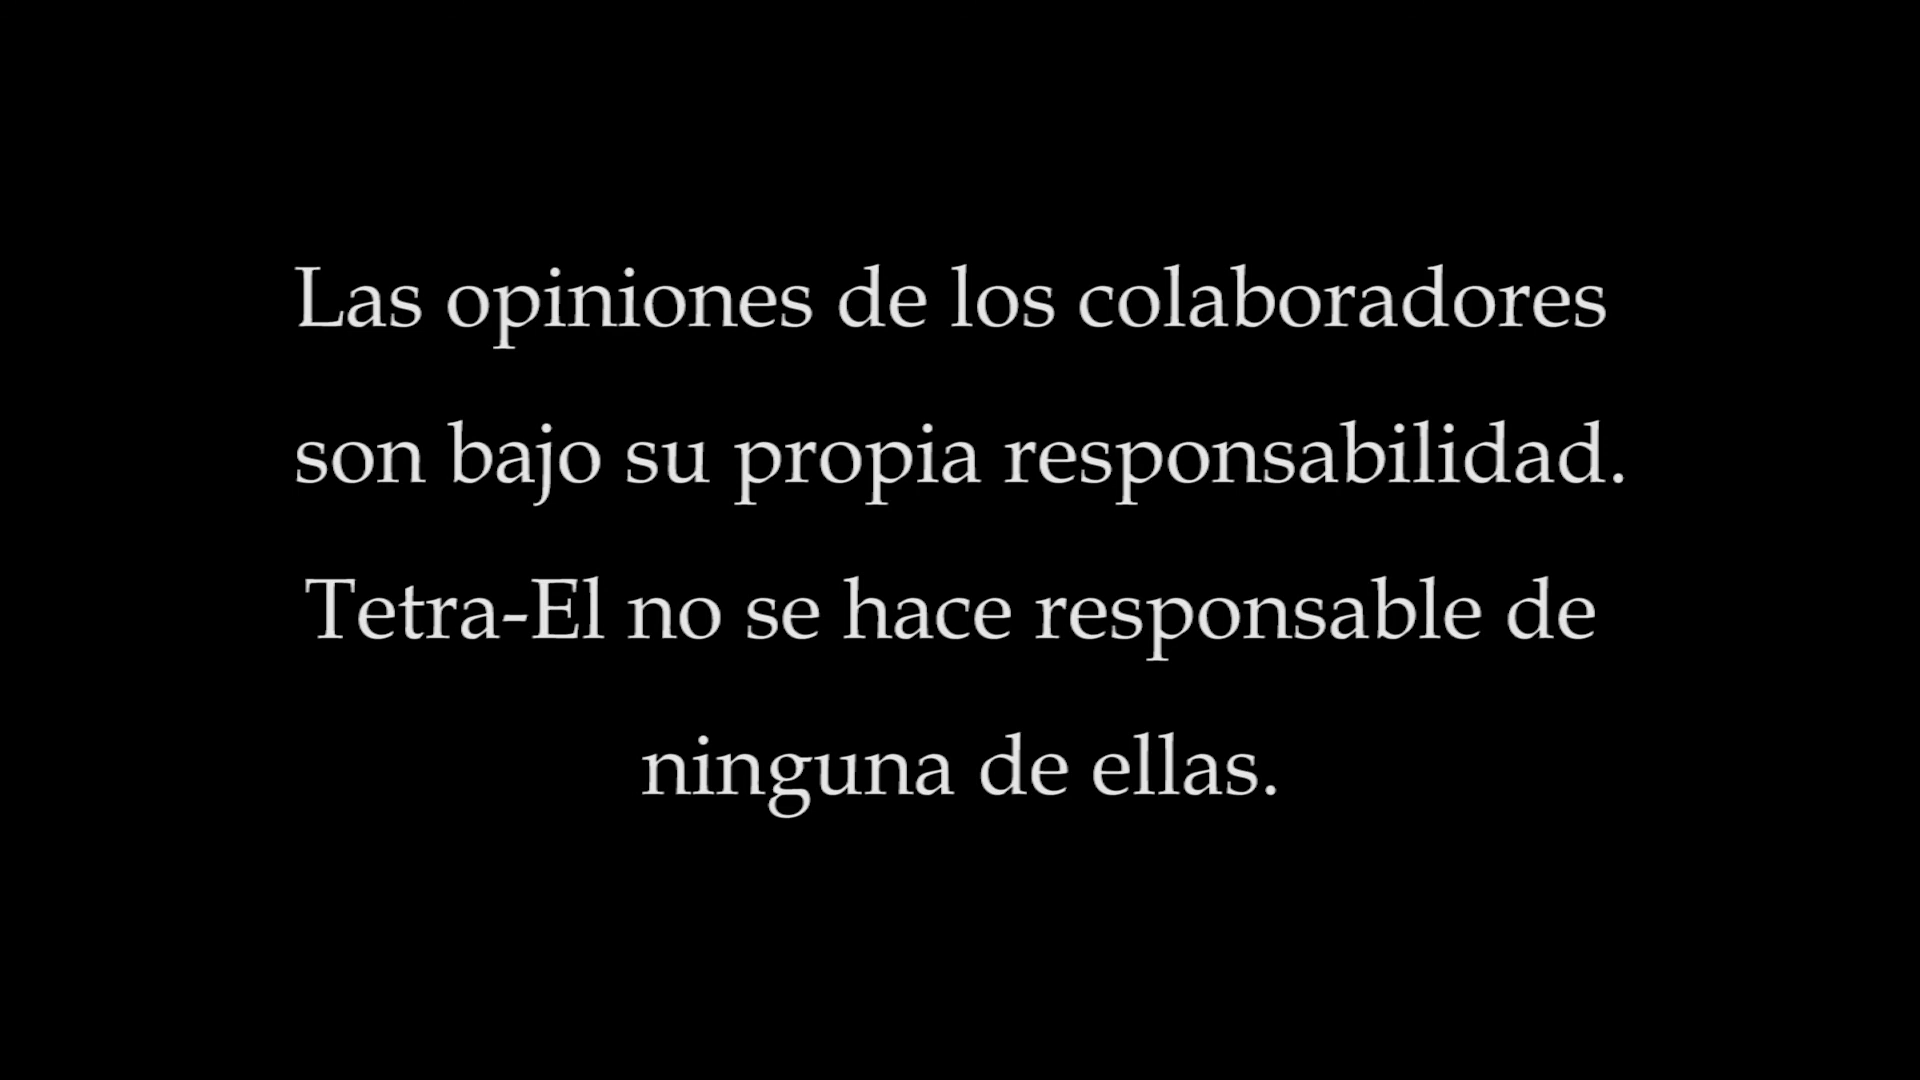 Las opiniones de los colaboradores
son bajo su propia responsabilidad.
Tetra-El no se hace responsable de
ninguna de ellas.